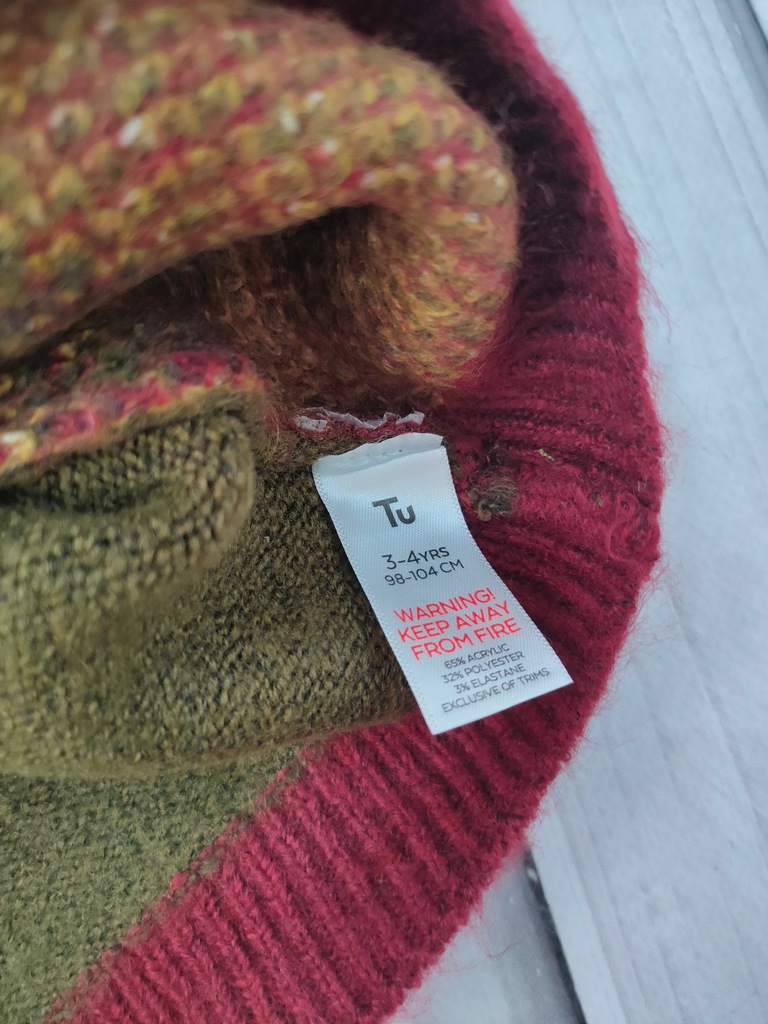 Tu
3-4YRS
98-104 CM
WARNING!
KEEP AWAY
FROM FIRE
65% ACRYLIC
32% POLYESTER
3% ELASTANE
EXCLUSIVE OF TRIMS